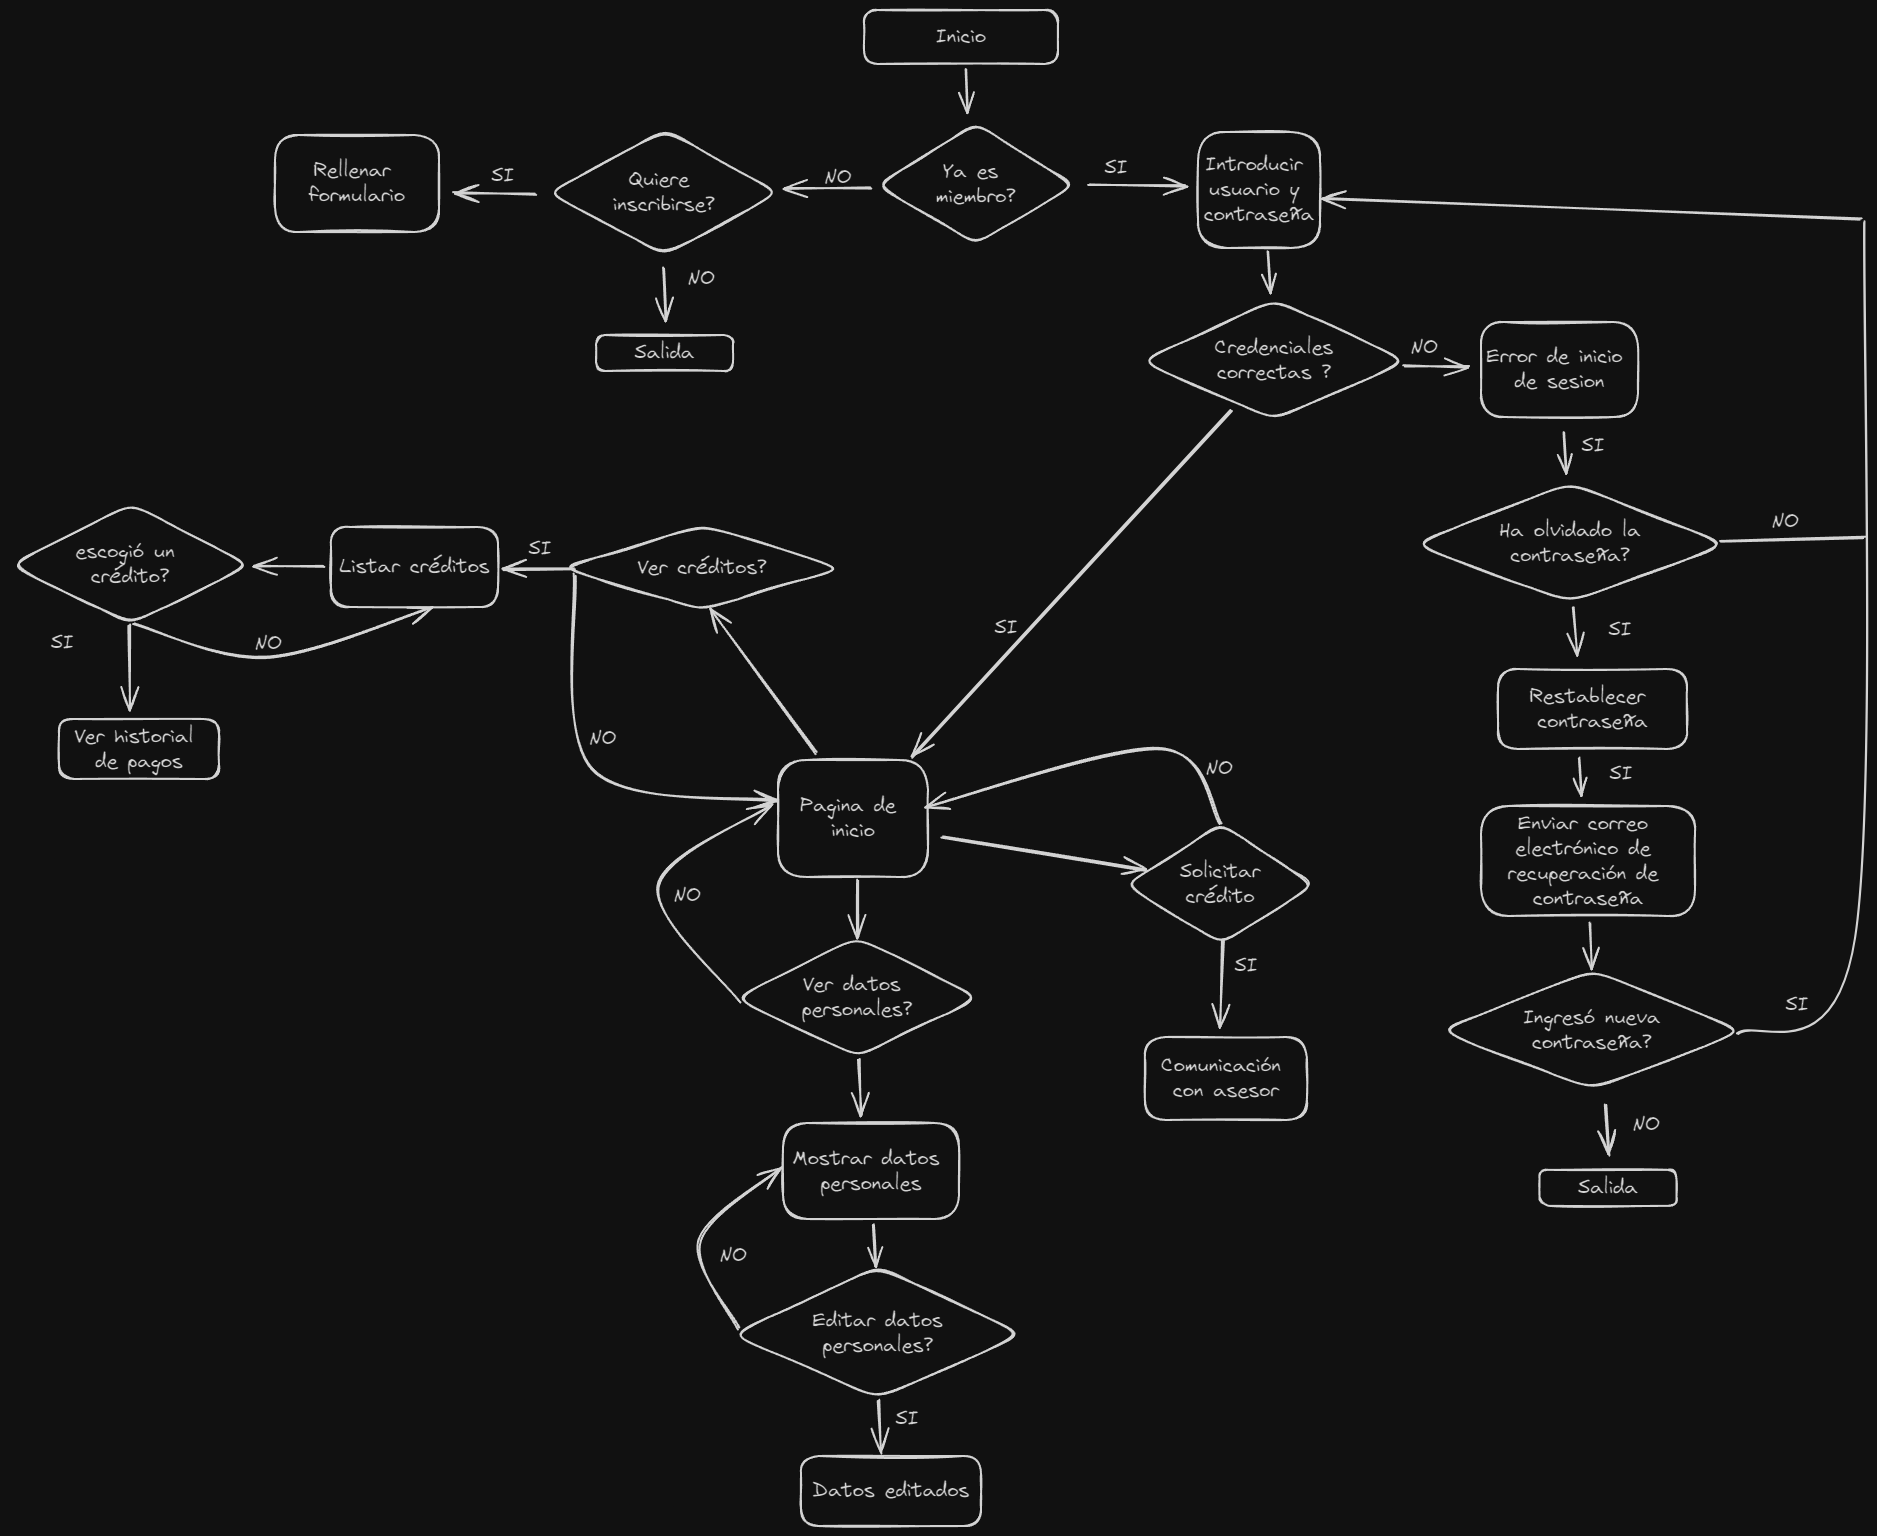 Inicio
Rellenar
formulario
SI
Quiere
inscribirse?
NO
Ya es
miembro?
SI
Introducir
usuario y
contraseña
NO
Salida
Credenciales
correctas ?
NO
Error de inicio
de sesion
SI
Ha olvidado la
contraseña?
NO
escogió un
crédito?
Listar créditos
SI
Ver créditos?
SI
NO
SI
SI
Restablecer
contraseña
Ver historial
de pagos
NO
NO
SI
Pagina de
inicio
Enviar correo
electrónico de
recuperación de
contraseña
NO
Solicitar
crédito
SI
Ver datos
personales?
SI
Ingresó nueva
contraseña?
Comunicación
con asesor
NO
Mostrar datos
personales
Salida
NO
Editar datos
personales?
SI
Datos editados